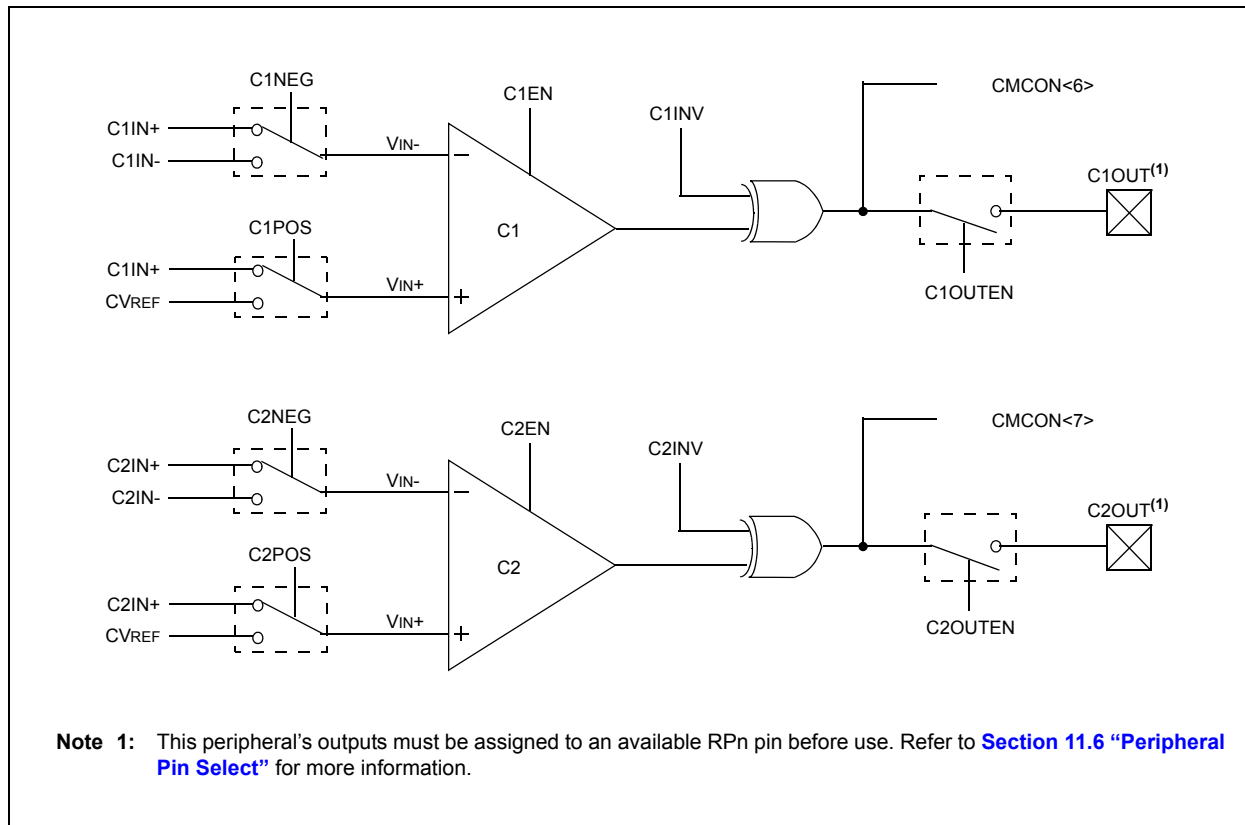 C1NEG
C1EN
C1INV
CMCON<6>
C1IN+
C1IN-
VIN-
–
C1OUT(1)
C1
C1POS
C1IN+
CVREF
VIN+
+
C1OUTEN
C2NEG
C2EN
C2INV
CMCON<7>
C2IN+
C2IN-
VIN-
–
C2OUT(1)
C2
C2POS
C2IN+
CVREF
VIN+
+
C2OUTEN
Note 1: This peripheral’s outputs must be assigned to an available RPn pin before use. Refer to Section 11.6 “Peripheral
Pin Select” for more information.